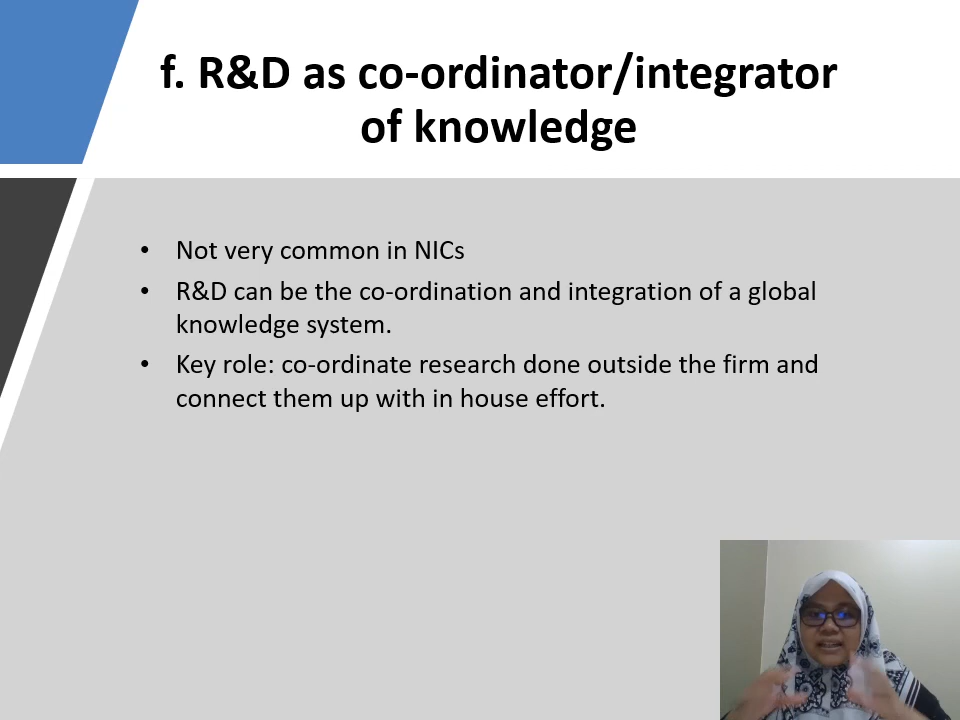 f. R&D as co-ordinator/integrator
of knowledge
• Not very common in NICs
• R&D can be the co-ordination and integration of a global
knowledge system.
• Key role: co-ordinate research done outside the firm and
connect them up with in house effort.